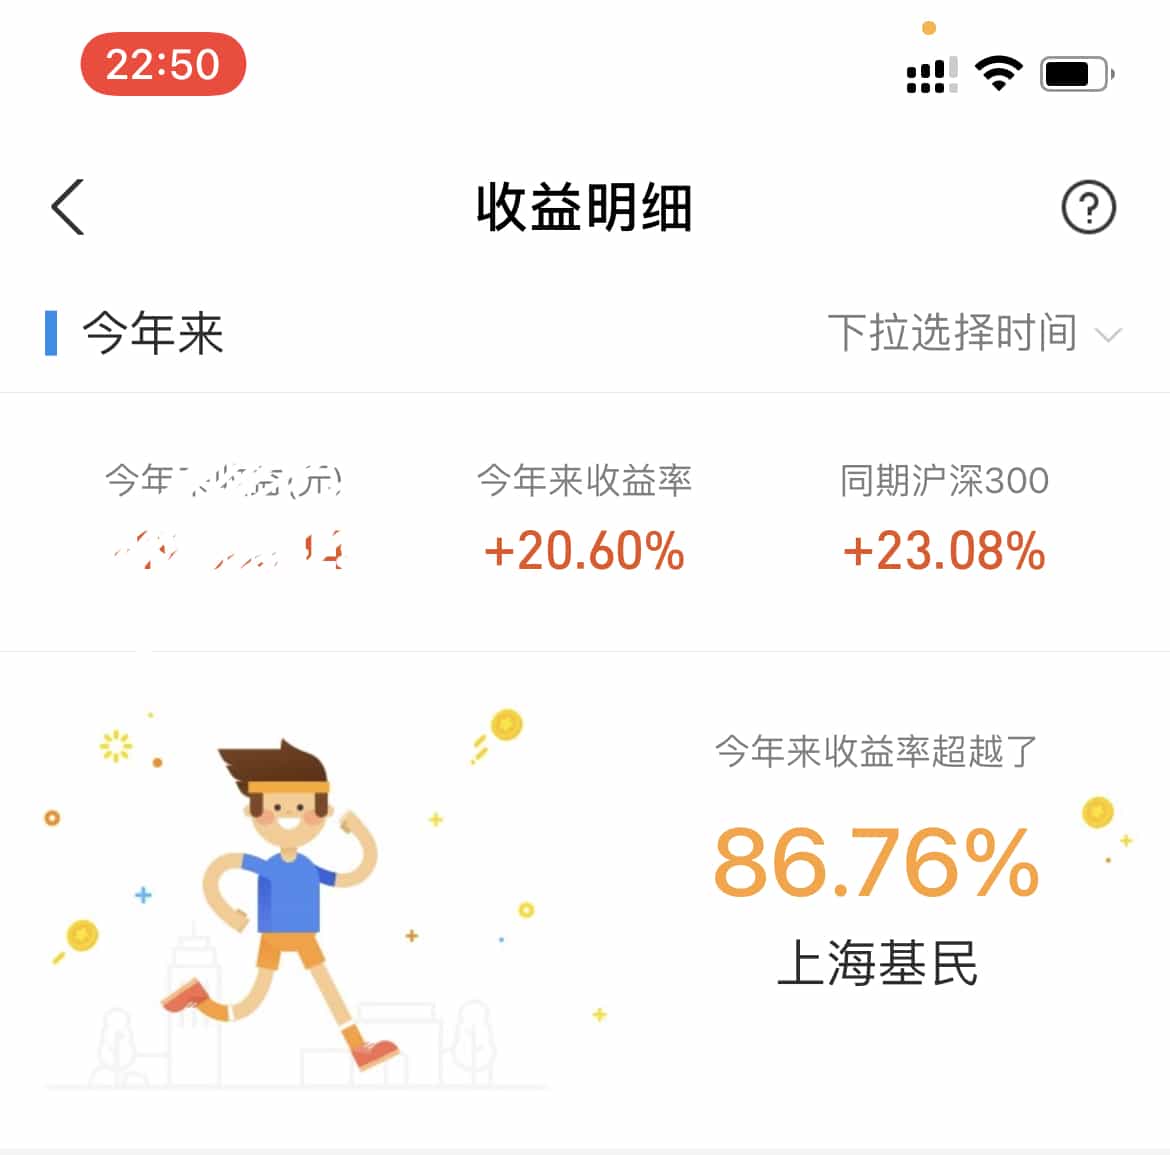 22:50
收益明细
今年来
下拉选择时间
今年
今年来收益率
同期沪深300
+20.60%
+23.08%
今年来收益率超越了
86.76%
上海基民